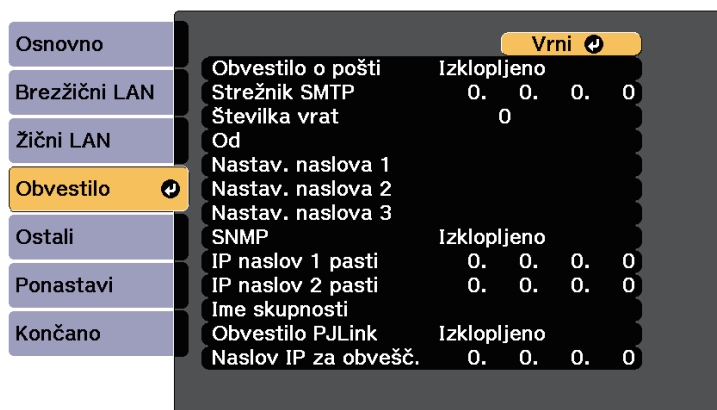 Osnovno
Brezžični LAN
Žični LAN
Obvestilo
Ostali
Ponastavi
Končano
Vrni
Obvestilo o pošti Izklopljeno
Strežnik SMTP 0. 0. 0. 0
Številka vrat 0
Od
Nastav. naslova 1
Nastav. naslova 2
Nastav. naslova 3
SNMP Izklopljeno
IP naslov 1 pasti 0. 0. 0. 0
IP naslov 2 pasti 0. 0. 0. 0
Ime skupnosti
Obvestilo PJLink Izklopljeno
Naslov IP za obvešč. 0. 0. 0. 0